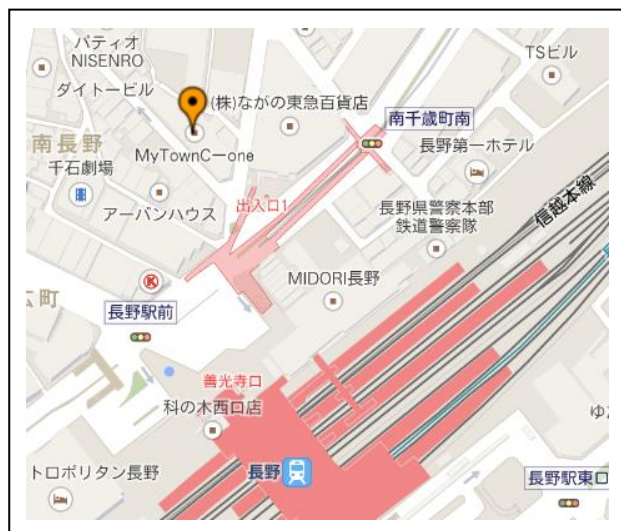 パティオ
NISENRO
TSビル
ダイトービル
(株)ながの東急百貨店
南千歳町南
南長野
MyTownCーone
長野第一ホテル
千石劇場
信越本線
アーバンハウス
出入口1
長野県警察本部
鉄道警察隊
MIDORI長野
広町
長野駅前
善光寺口
科の木西口店
ゆ
トロポリタン長野
長野
長野駅東口